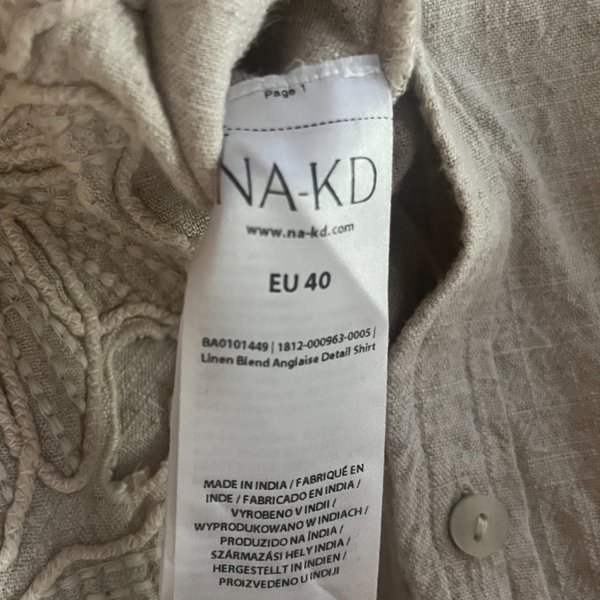 Page 1
NA-KD
www.na-kd.com
EU 40
BA0101449 | 1812-000963-0005 |
Linen Blend Anglaise Detail Shirt
MADE IN INDIA / FABRIQUÉ EN
INDE / FABRICADO EN INDIA /
VYROBENO V INDII /
WYPRODUKOWANO W INDIACH /
PRODUZIDO NA ÍNDIA /
SZÁRMAZÁSI HELY INDIA /
HERGESTELLT IN INDIEN /
PROIZVEDENO U INDIJI